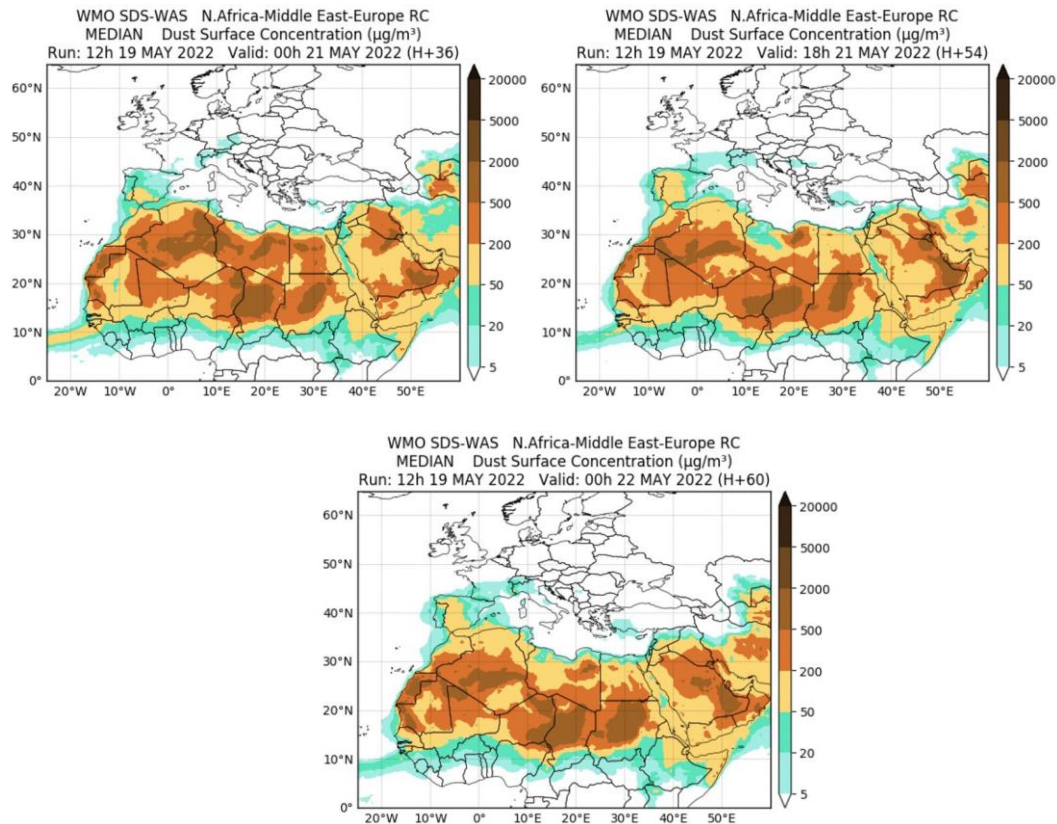 WMO SDS-WAS   N.Africa-Middle East-Europe RC
MEDIAN    Dust Surface Concentration (µg/m³)
Run: 12h 19 MAY 2022   Valid: 00h 21 MAY 2022 (H+36)
60°N
50°N
40°N
30°N
20°N
10°N
0°
20°W 10°W 0° 10°E 20°E 30°E 40°E 50°E
20000
5000
2000
500
200
50
20
5
WMO SDS-WAS   N.Africa-Middle East-Europe RC
MEDIAN    Dust Surface Concentration (µg/m³)
Run: 12h 19 MAY 2022   Valid: 18h 21 MAY 2022 (H+54)
60°N
50°N
40°N
30°N
20°N
10°N
0°
20°W 10°W 0° 10°E 20°E 30°E 40°E 50°E
20000
5000
2000
500
200
50
20
5
WMO SDS-WAS   N.Africa-Middle East-Europe RC
MEDIAN    Dust Surface Concentration (µg/m³)
Run: 12h 19 MAY 2022   Valid: 00h 22 MAY 2022 (H+60)
60°N
50°N
40°N
30°N
20°N
10°N
0°
20°W 10°W 0° 10°E 20°E 30°E 40°E 50°E
20000
5000
2000
500
200
50
20
5